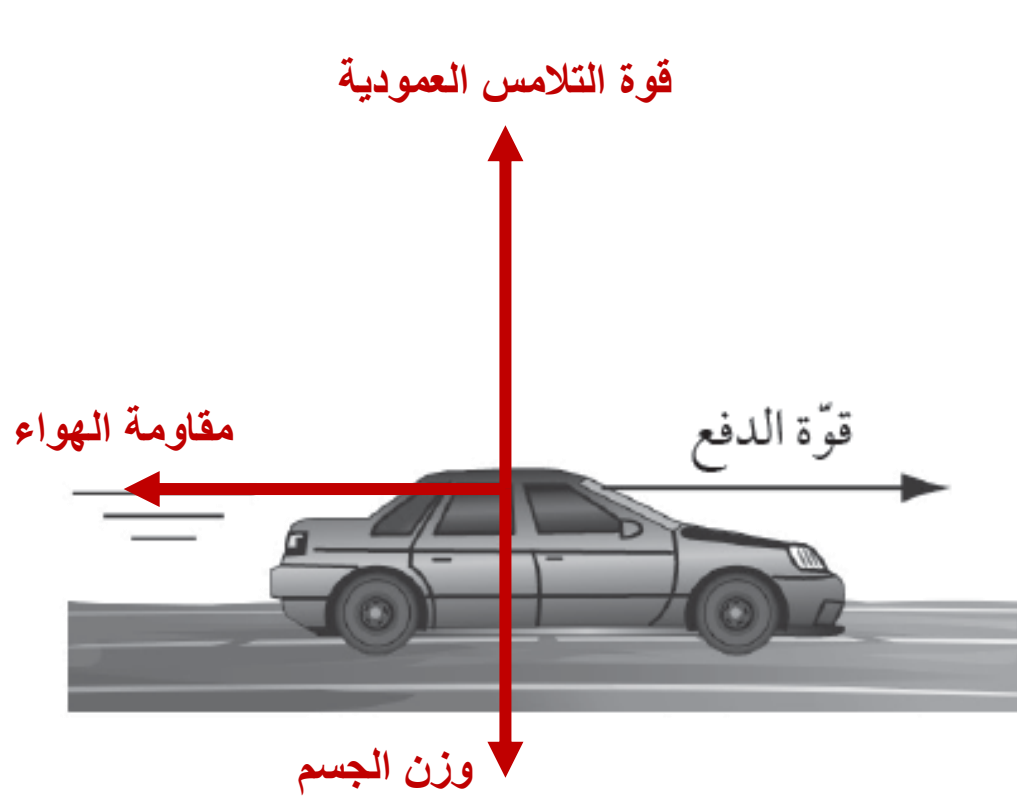 قوة التلامس العمودية
قوّة الدفع
مقاومة الهواء
وزن الجسم